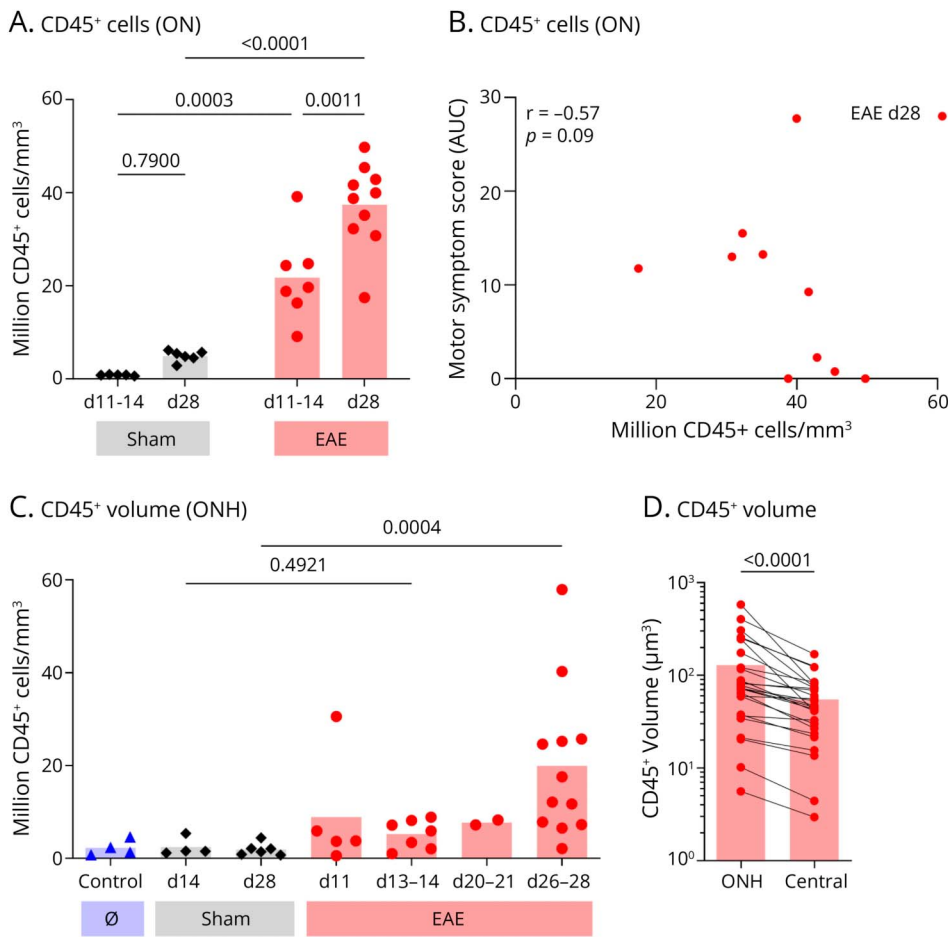 A. CD45⁺ cells (ON)
<0.0001
0.0003
0.0011
0.7900
Million CD45⁺ cells/mm³
60
40
20
0
d11-14
d28
d11-14
d28
Sham
EAE
B. CD45⁺ cells (ON)
r = –0.57
p = 0.09
EAE d28
Motor symptom score (AUC)
30
20
10
0
0
20
40
60
Million CD45+ cells/mm³
C. CD45⁺ volume (ONH)
0.0004
0.4921
Million CD45⁺ cells/mm³
60
40
20
0
Control
d14
d28
d11
d13–14
d20–21
d26–28
Ø
Sham
EAE
D. CD45⁺ volume
<0.0001
CD45⁺ Volume (µm³)
10³
10²
10¹
10⁰
ONH
Central